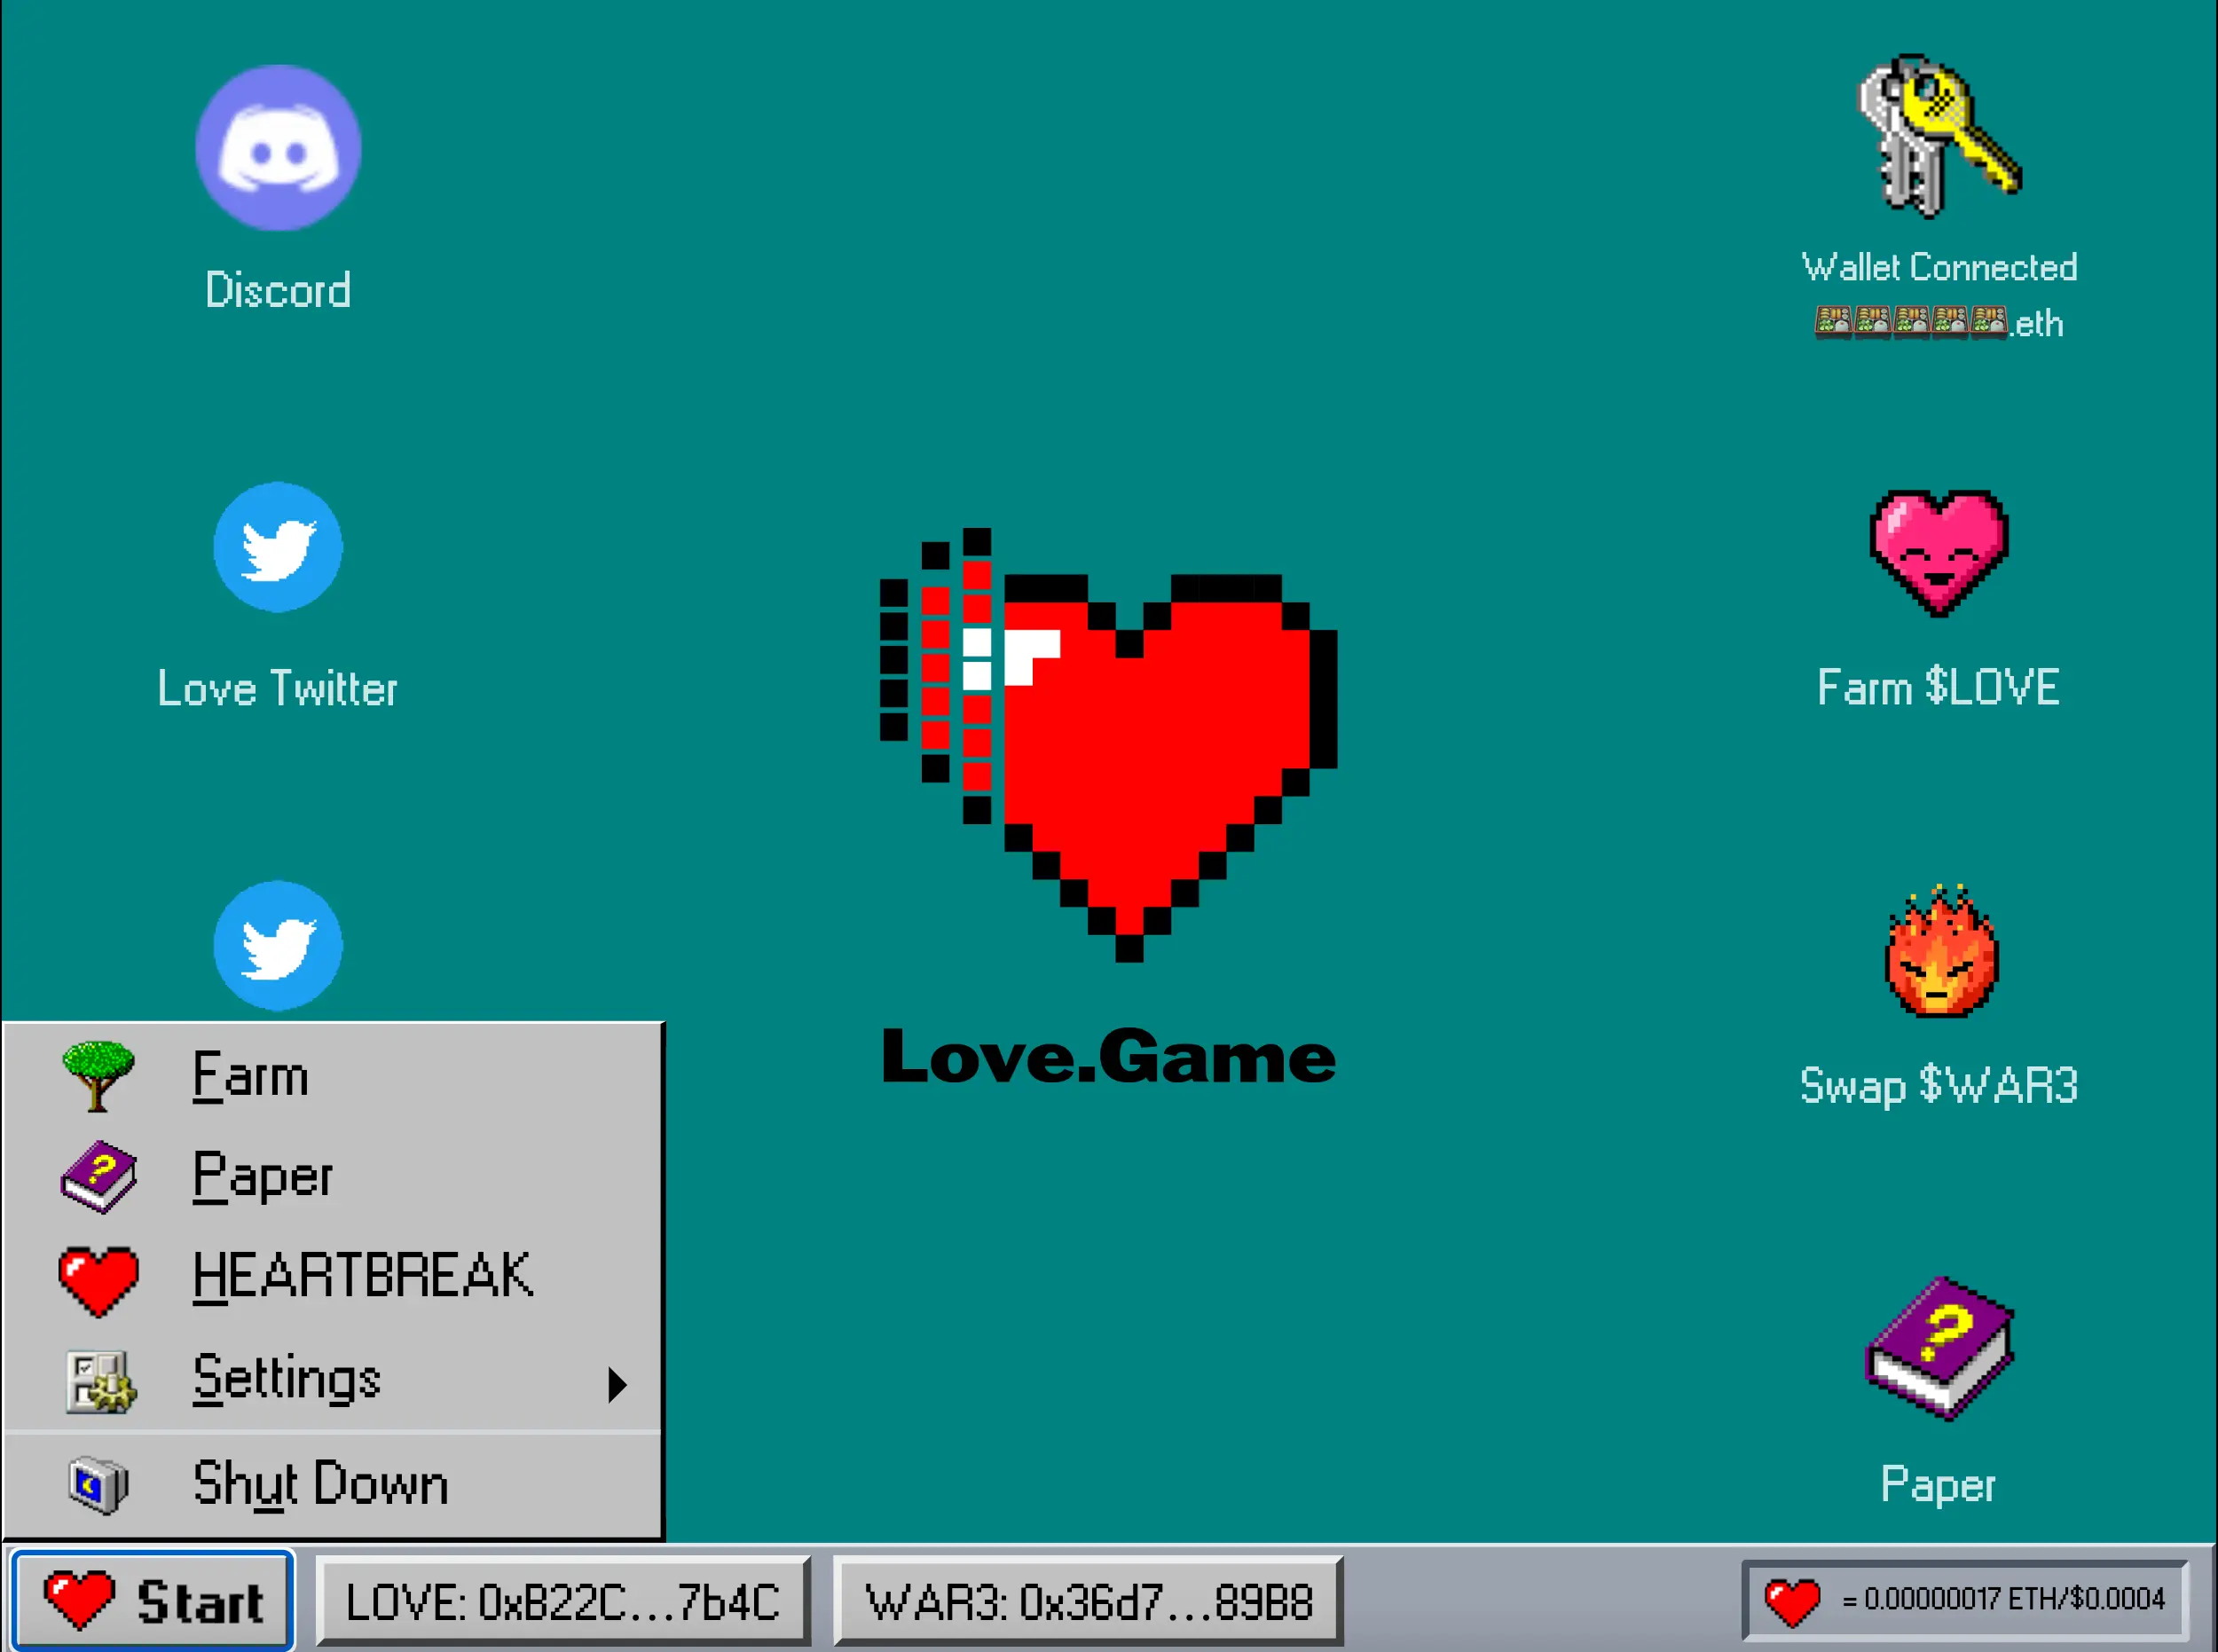 Discord
Wallet Connected
🍱🍱🍱🍱🍱.eth
Love Twitter
Farm $LOVE
Love.Game
Swap $WAR3
Farm
Paper
HEARTBREAK
Settings
Shut Down
Paper
Start
LOVE: 0xB22C...7b4C
WAR3: 0x36d7...89B8
= 0.00000017 ETH/$0.0004